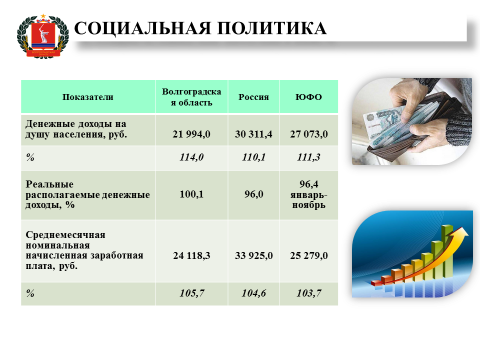 СОЦИАЛЬНАЯ ПОЛИТИКА
Показатели
Волгоградска
я область
Россия
ЮФО
Денежные доходы на
душу населения, руб.
21 994,0
30 311,4
27 073,0
%
114,0
110,1
111,3
Реальные
располагаемые денежные
доходы, %
100,1
96,0
96,4
январь-
ноябрь
Среднемесячная
номинальная
начисленная заработная
плата, руб.
24 118,3
33 925,0
25 279,0
%
105,7
104,6
103,7